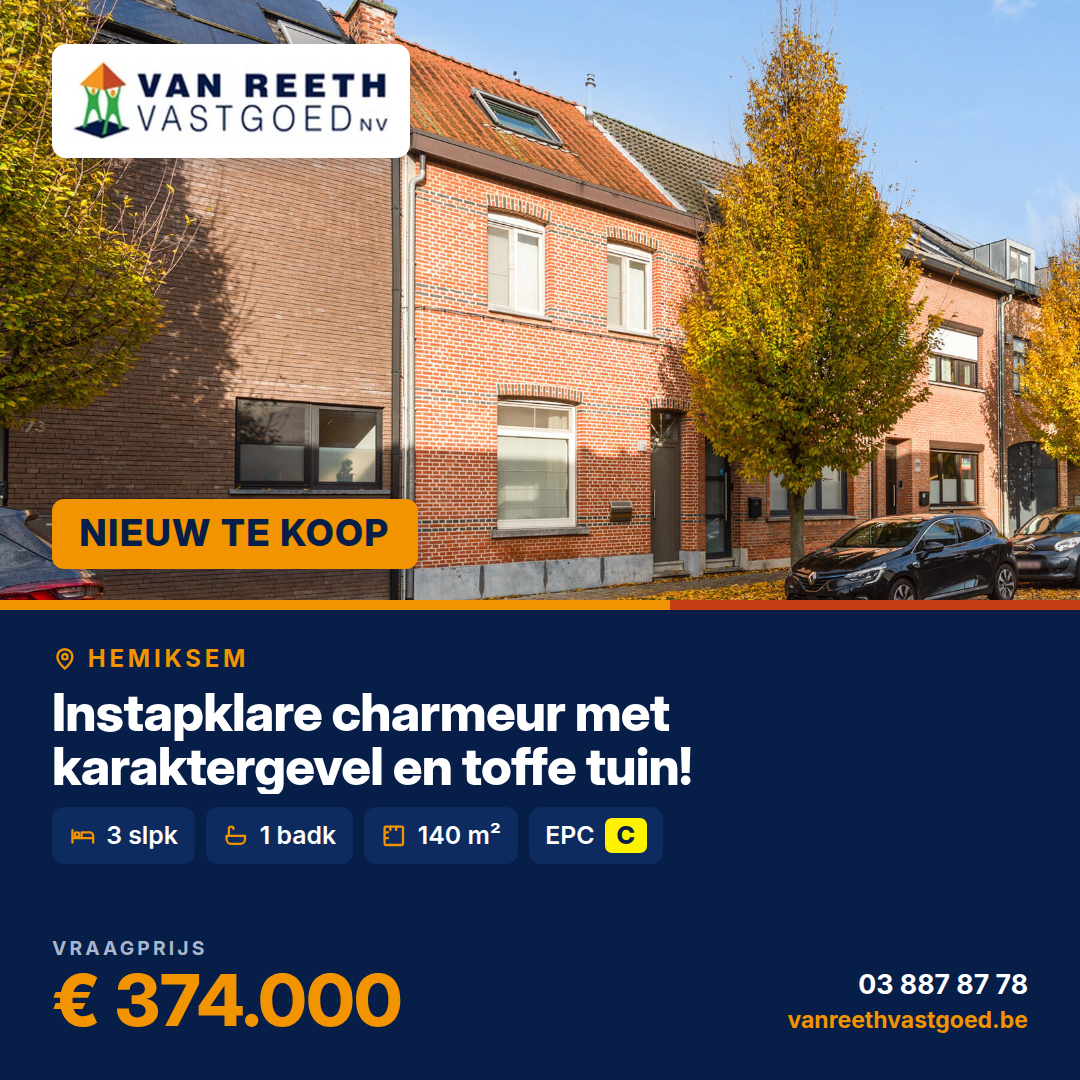 VAN REETH
VASTGOED NV
73
NIEUW TE KOOP
HEMIKSEM
Instapklare charmeur met
karaktergevel en toffe tuin!
3 slpk
1 badk
140 m²
EPC C
VRAAGPRIJS
€ 374.000
03 887 87 78
vanreethvastgoed.be